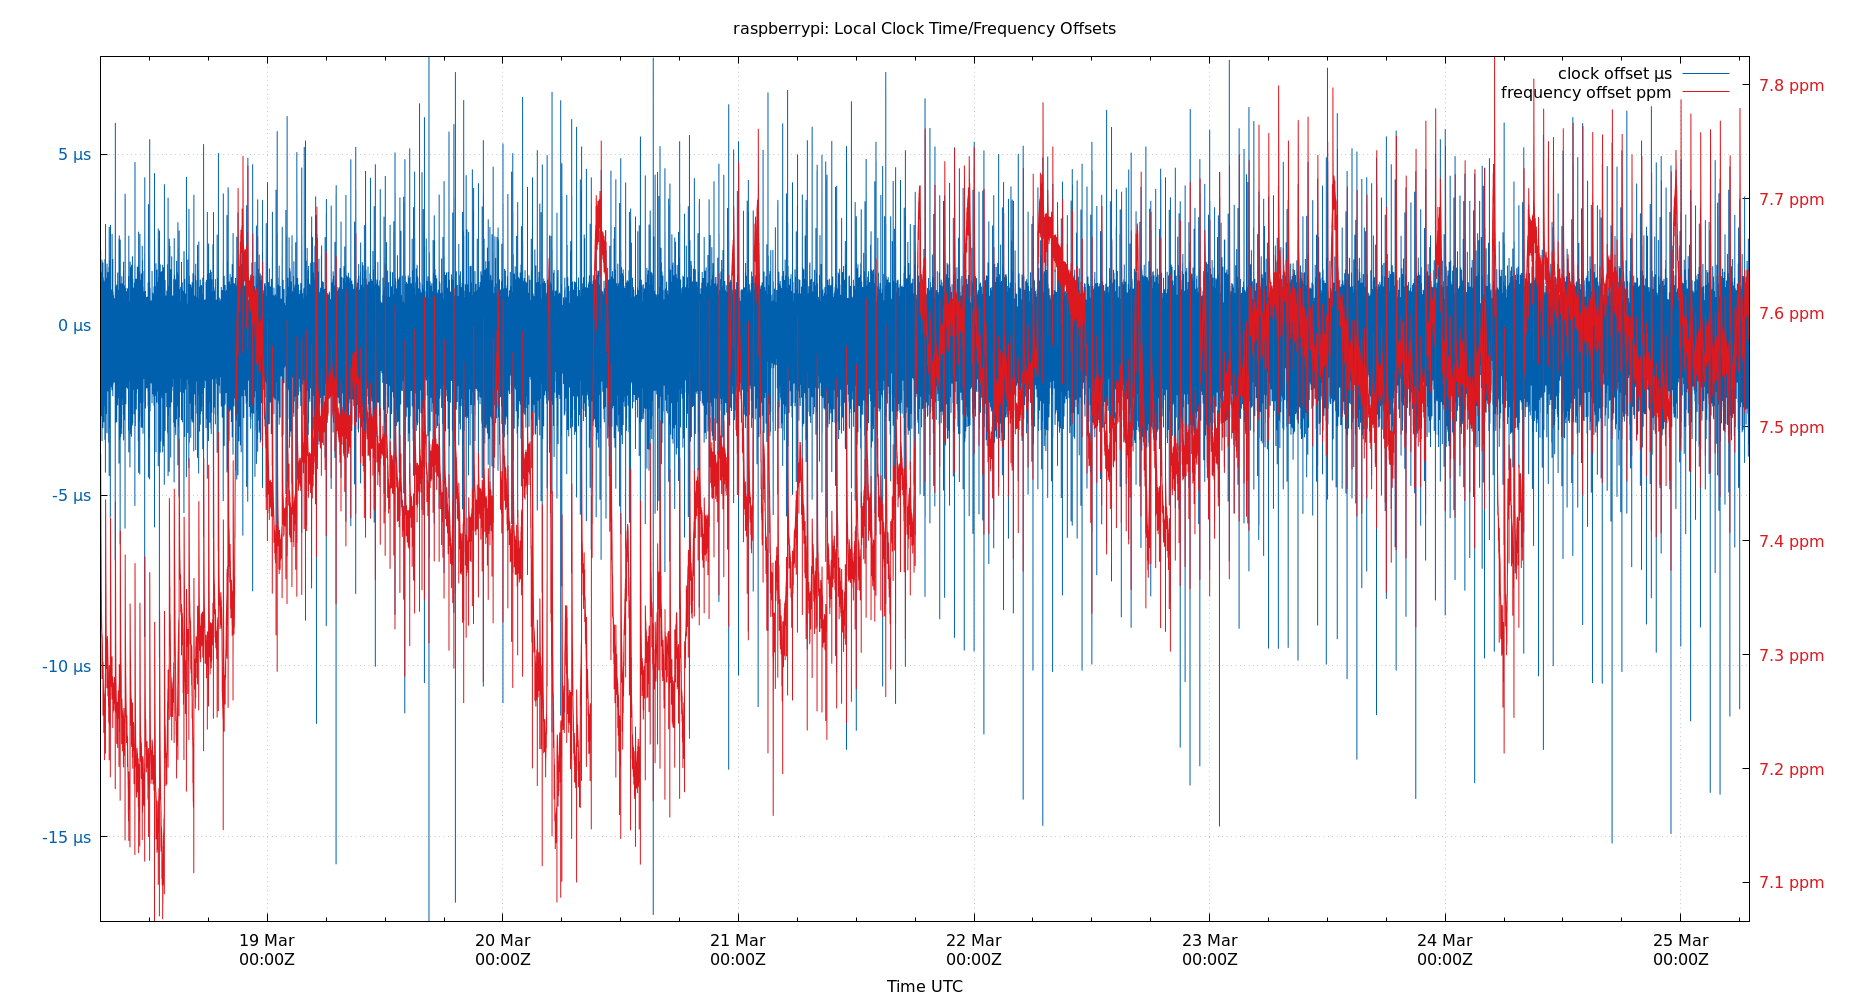 raspberrypi: Local Clock Time/Frequency Offsets
clock offset µs
frequency offset ppm
5 µs
0 µs
-5 µs
-10 µs
-15 µs
7.8 ppm
7.7 ppm
7.6 ppm
7.5 ppm
7.4 ppm
7.3 ppm
7.2 ppm
7.1 ppm
19 Mar 20 Mar 21 Mar 22 Mar 23 Mar 24 Mar 25 Mar
00:00Z 00:00Z 00:00Z 00:00Z 00:00Z 00:00Z 00:00Z
Time UTC